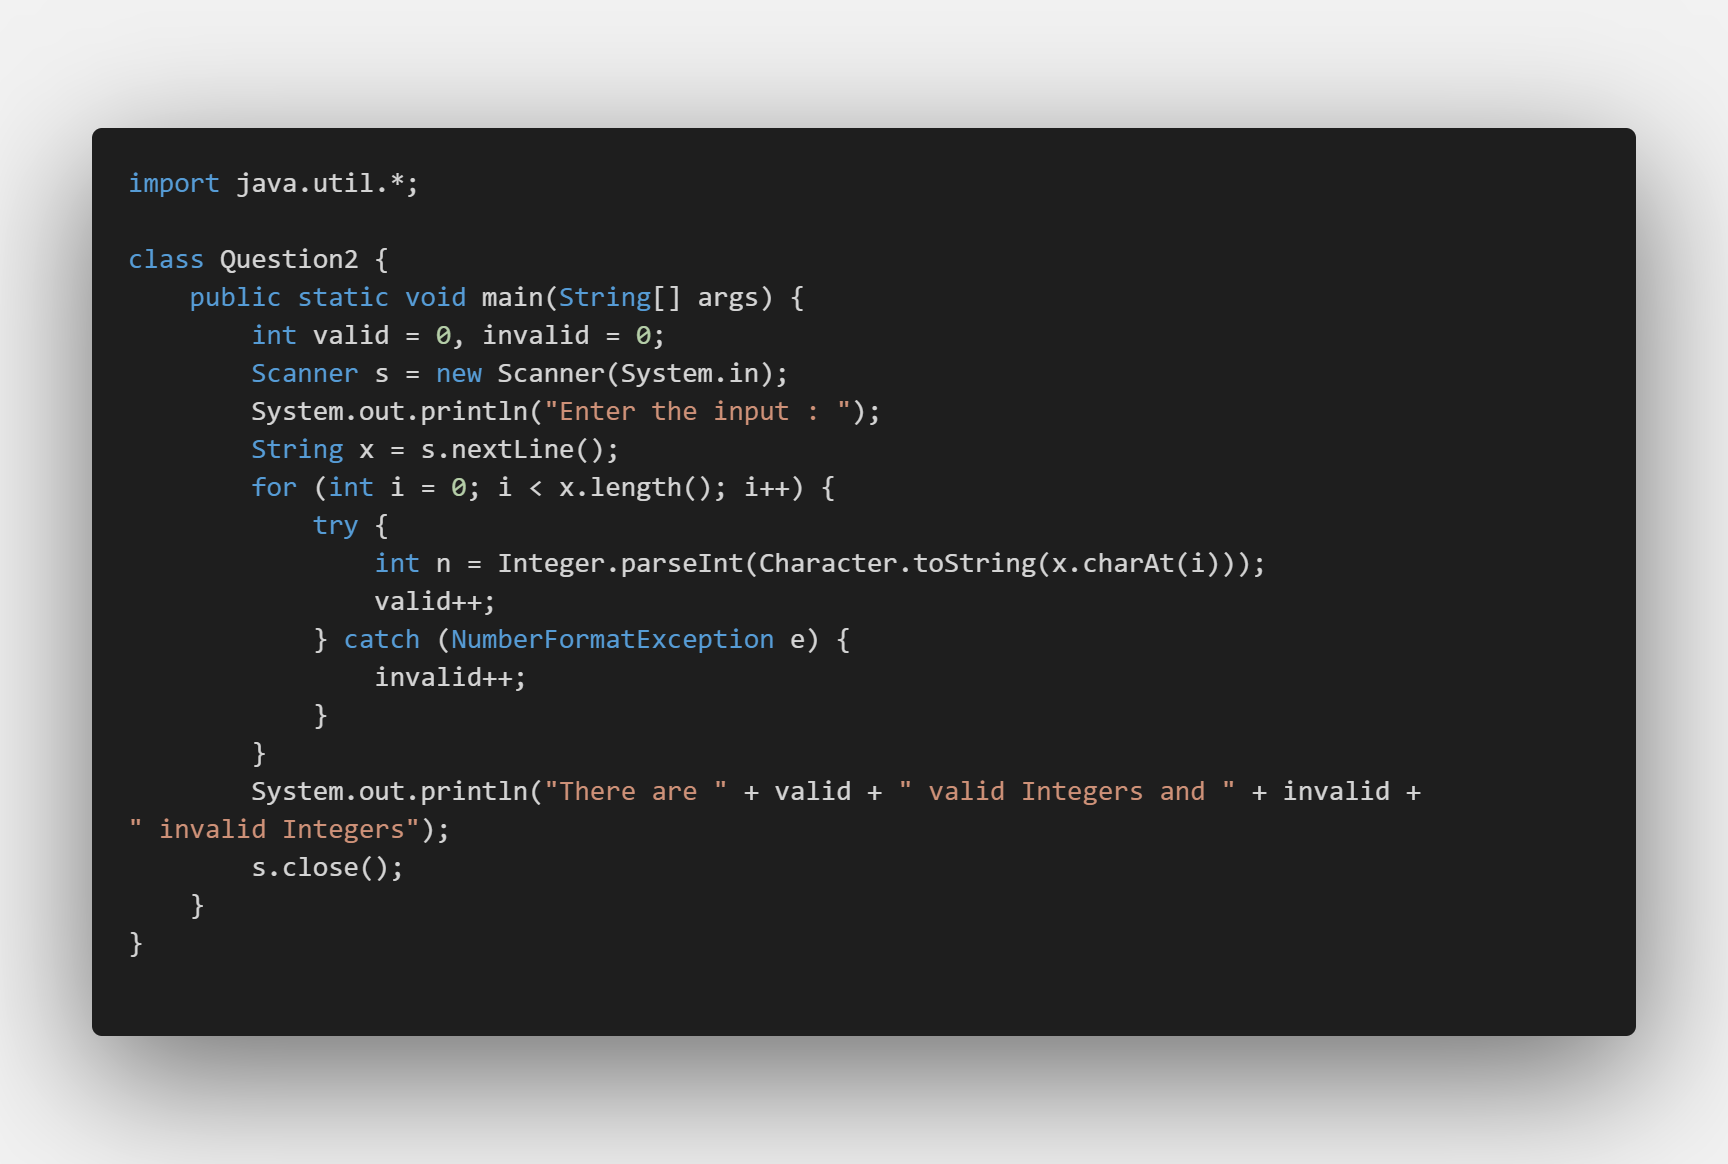 import java.util.*;

class Question2 {
    public static void main(String[] args) {
        int valid = 0, invalid = 0;
        Scanner s = new Scanner(System.in);
        System.out.println("Enter the input : ");
        String x = s.nextLine();
        for (int i = 0; i < x.length(); i++) {
            try {
                int n = Integer.parseInt(Character.toString(x.charAt(i)));
                valid++;
            } catch (NumberFormatException e) {
                invalid++;
            }
        }
        System.out.println("There are " + valid + " valid Integers and " + invalid +
" invalid Integers");
        s.close();
    }
}